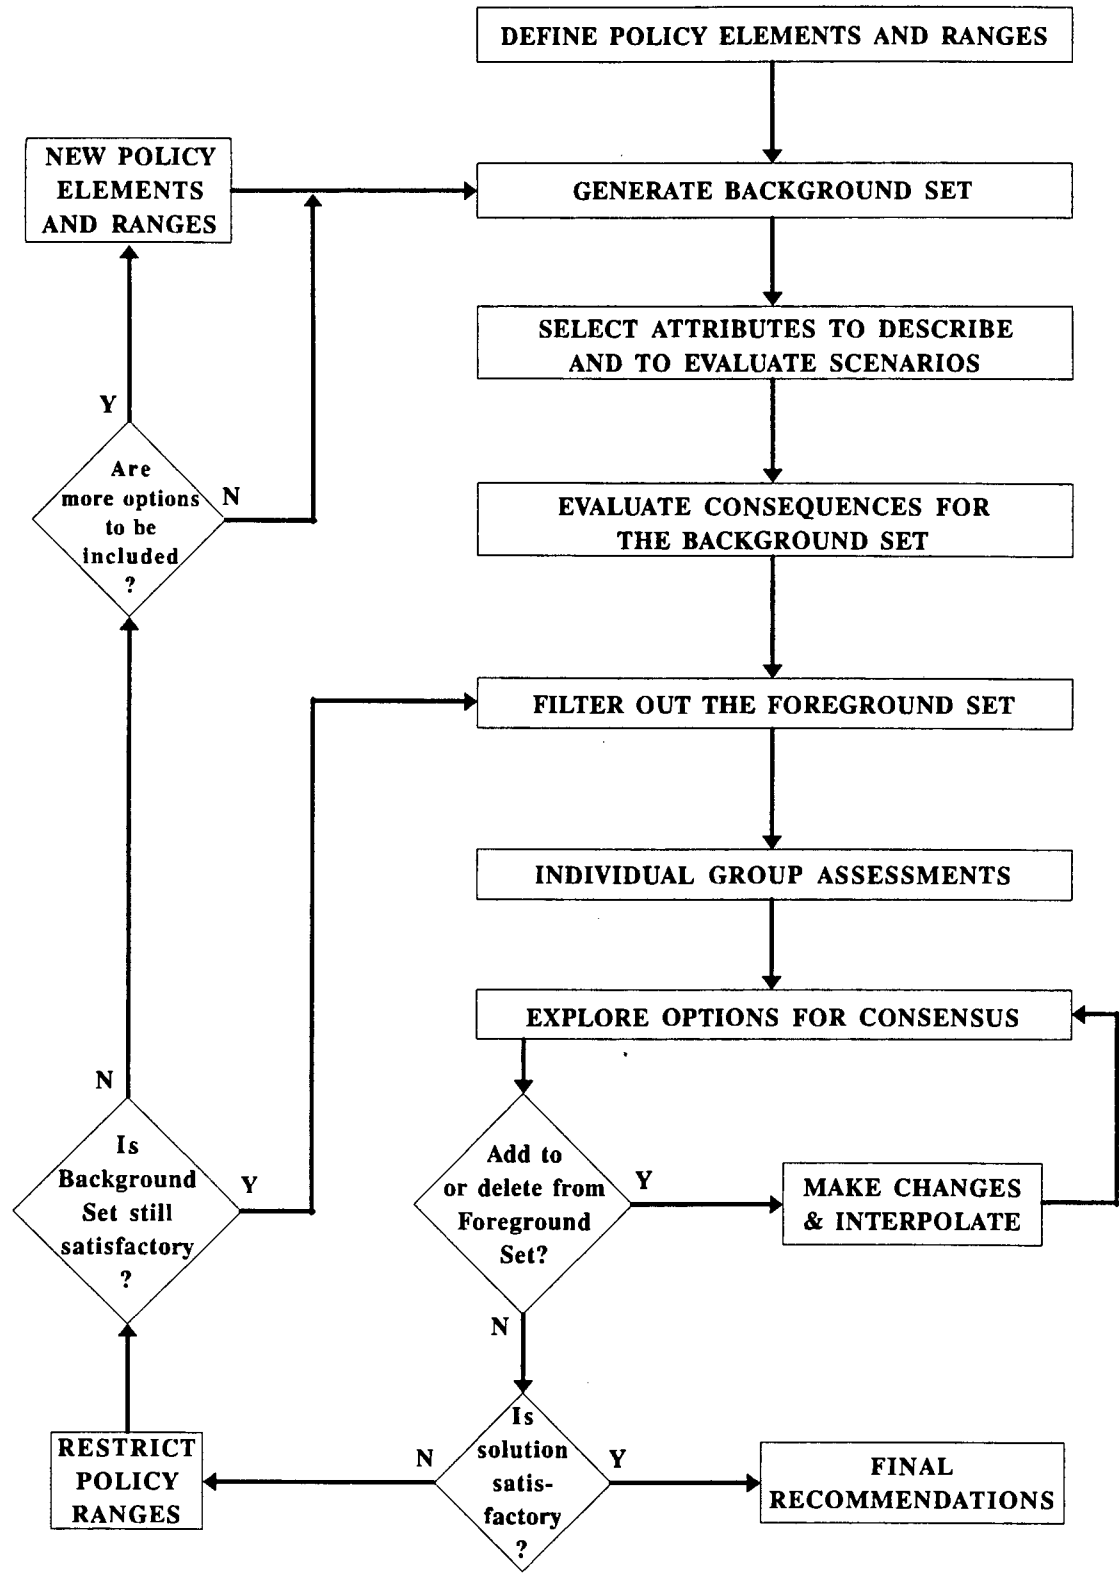 DEFINE POLICY ELEMENTS AND RANGES
NEW POLICY
ELEMENTS
AND RANGES
GENERATE BACKGROUND SET
SELECT ATTRIBUTES TO DESCRIBE
AND TO EVALUATE SCENARIOS
Y
Are
more options
to be
included
?
N
EVALUATE CONSEQUENCES FOR
THE BACKGROUND SET
FILTER OUT THE FOREGROUND SET
INDIVIDUAL GROUP ASSESSMENTS
EXPLORE OPTIONS FOR CONSENSUS
N
Is
Background
Set still
satisfactory
?
Y
Add to
or delete from
Foreground
Set?
Y
MAKE CHANGES
& INTERPOLATE
N
Is
solution
satis-
factory
?
N
Y
RESTRICT
POLICY
RANGES
FINAL
RECOMMENDATIONS